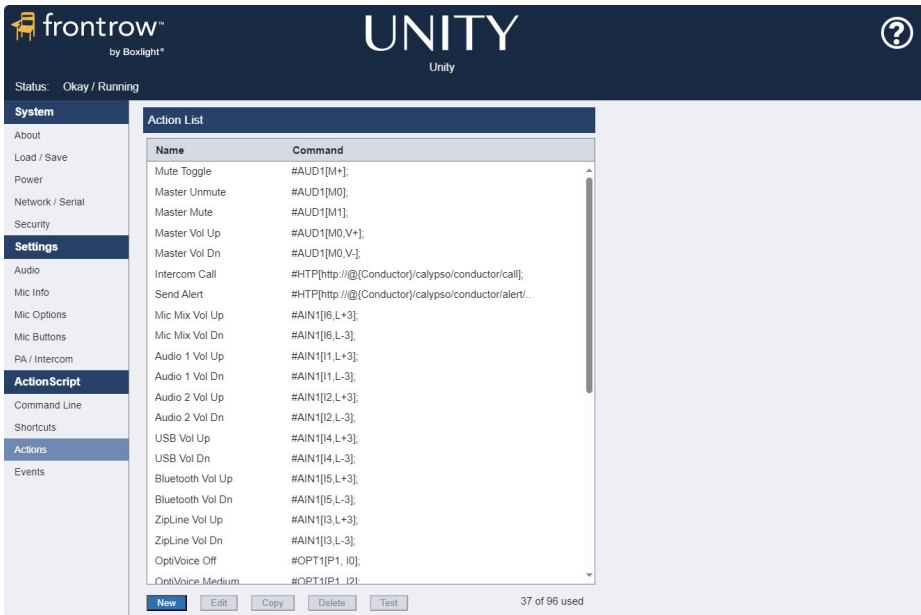 frontrow™
by Boxlight®
UNITY
Unity
?
Status: Okay / Running
System
About
Load / Save
Power
Network / Serial
Security
Settings
Audio
Mic Info
Mic Options
Mic Buttons
PA / Intercom
ActionScript
Command Line
Shortcuts
Actions
Events
Action List
Name Command
Mute Toggle #AUD1[M+];
Master Unmute #AUD1[M0];
Master Mute #AUD1[M1];
Master Vol Up #AUD1[M0,V+];
Master Vol Dn #AUD1[M0,V-];
Intercom Call #HTP[http://@{Conductor}/calypso/conductor/call];
Send Alert #HTP[http://@{Conductor}/calypso/conductor/alert/..
Mic Mix Vol Up #AIN1[I6,L+3];
Mic Mix Vol Dn #AIN1[I6,L-3];
Audio 1 Vol Up #AIN1[I1,L+3];
Audio 1 Vol Dn #AIN1[I1,L-3];
Audio 2 Vol Up #AIN1[I2,L+3];
Audio 2 Vol Dn #AIN1[I2,L-3];
USB Vol Up #AIN1[I4,L+3];
USB Vol Dn #AIN1[I4,L-3];
Bluetooth Vol Up #AIN1[I5,L+3];
Bluetooth Vol Dn #AIN1[I5,L-3];
ZipLine Vol Up #AIN1[I3,L+3];
ZipLine Vol Dn #AIN1[I3,L-3];
OptiVoice Off #OPT1[P1, I0];
OptiVoice Medium #OPT1[P1, I2];
New Edit Copy Delete Test 37 of 96 used